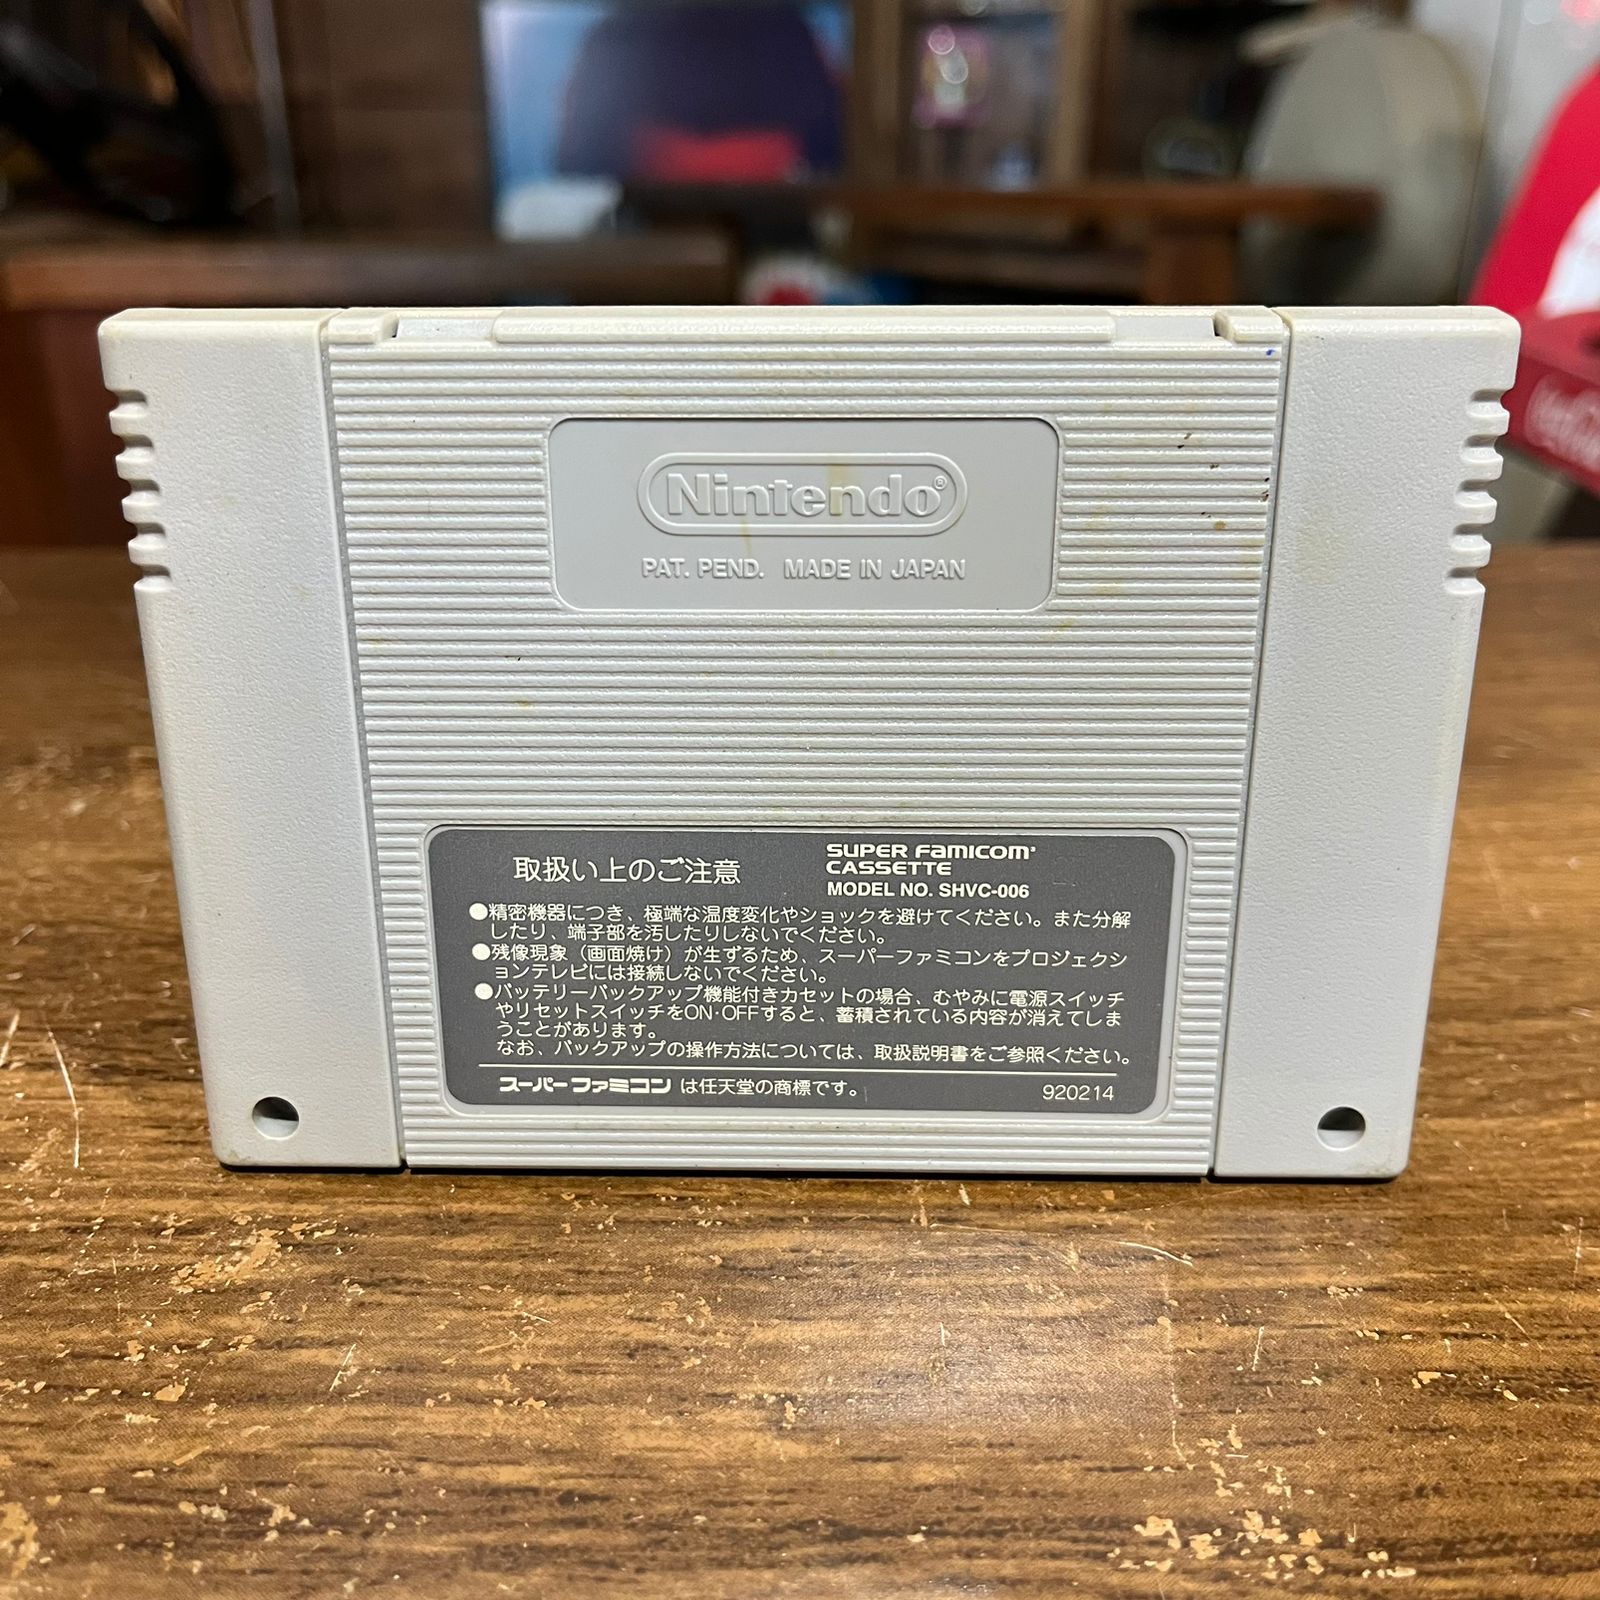 Nintendo®
PAT. PEND. MADE IN JAPAN
取扱い上のご注意
SUPER FAMICOM
CASSETTE
MODEL NO. SHVC-006
●精密機器につき、極端な温度変化やショックを避けてください。また分解
したり、端子部を汚したりしないでください。
●残像現象（画面焼け）が生ずるため、スーパーファミコンをプロジェクシ
ョンテレビには接続しないでください。
●バッテリーバックアップ機能付きカセットの場合、むやみに電源スイッチ
やリセットスイッチをON·OFFすると、蓄積されている内容が消えてしま
うことがあります。
なお、バックアップの操作方法については、取扱説明書をご参照ください。
スーパーファミコン は任天堂の商標です。
920214